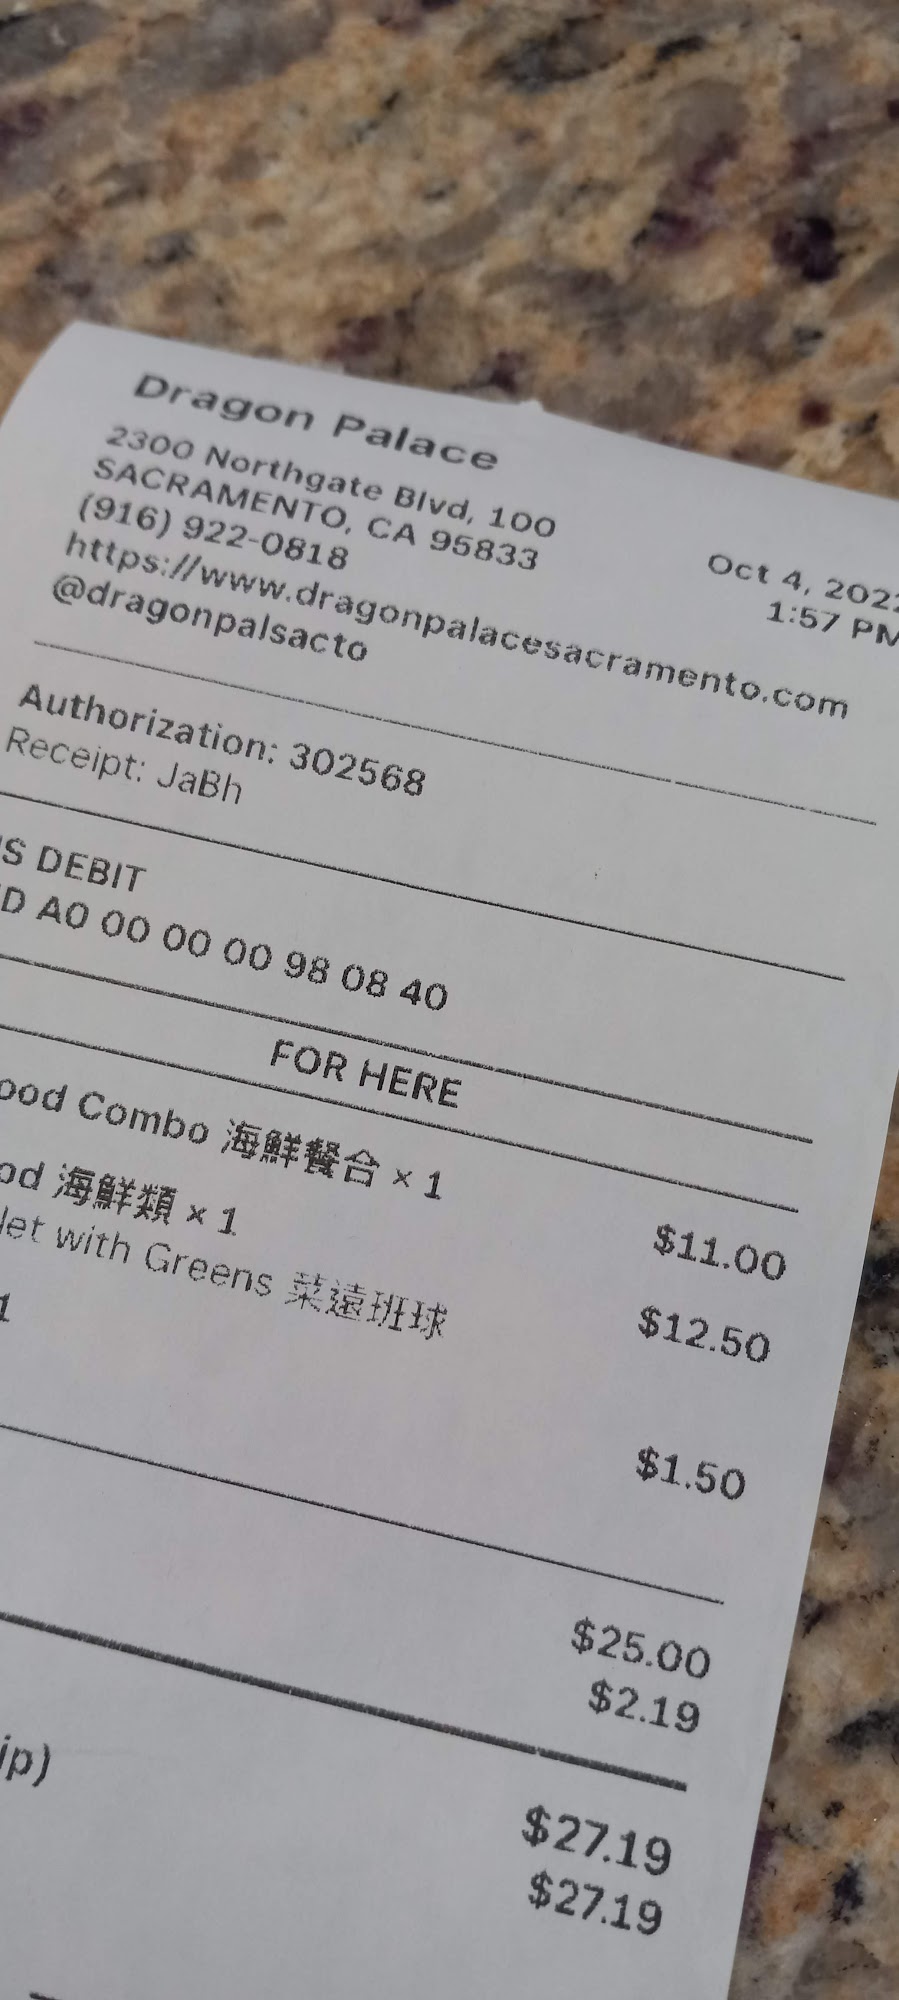 Dragon Palace
2300 Northgate Blvd, 100
SACRAMENTO, CA 95833
(916) 922-0818
https://www.dragonpalacesacramento.com
@dragonpalsacto
Oct 4, 202
1:57 PM
Authorization: 302568
Receipt: JaBh
S DEBIT
D A0 00 00 00 98 08 40
FOR HERE
ood Combo 海鮮餐合 × 1
$11.00
od 海鮮類 × 1
$12.50
let with Greens 菜遠班球
1
$1.50
$25.00
$2.19
ip)
$27.19
$27.19